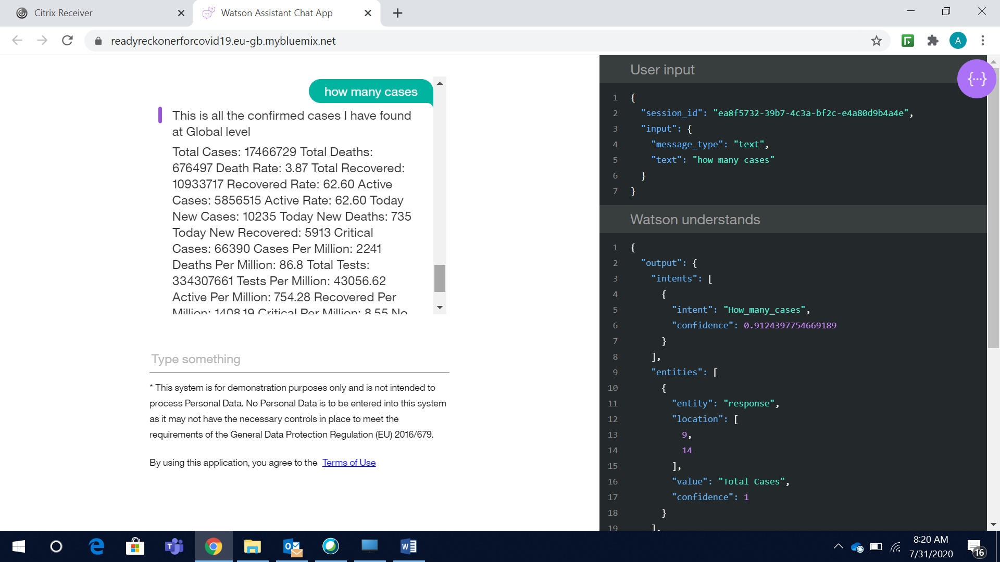 Citrix Receiver
Watson Assistant Chat App
readyreckonerforcovid19.eu-gb.mybluemix.net
A
how many cases
This is all the confirmed cases I have found
at Global level
Total Cases: 17466729 Total Deaths:
676497 Death Rate: 3.87 Total Recovered:
10933717 Recovered Rate: 62.60 Active
Cases: 5856515 Active Rate: 62.60 Today
New Cases: 10235 Today New Deaths: 735
Today New Recovered: 5913 Critical
Cases: 66390 Cases Per Million: 2241
Deaths Per Million: 86.8 Total Tests:
334307661 Tests Per Million: 43056.62
Active Per Million: 754.28 Recovered Per
Million: 1408.19 Critical Per Million: 8.55 No
Type something
* This system is for demonstration purposes only and is not intended to
process Personal Data. No Personal Data is to be entered into this system
as it may not have the necessary controls in place to meet the
requirements of the General Data Protection Regulation (EU) 2016/679.
By using this application, you agree to the Terms of Use
User input
{···}
1 {
2 "session_id": "ea8f5732-39b7-4c3a-bf2c-e4a80d9b4a4e",
3 "input": {
4 "message_type": "text",
5 "text": "how many cases"
6 }
7 }
Watson understands
1 {
2 "output": {
3 "intents": [
4 {
5 "intent": "How_many_cases",
6 "confidence": 0.9124397754669189
7 }
8 ],
9 "entities": [
10 {
11 "entity": "response",
12 "location": [
13 9,
14 14
15 ],
16 "value": "Total Cases",
17 "confidence": 1
18 }
19 ],
8:20 AM
7/31/2020
16